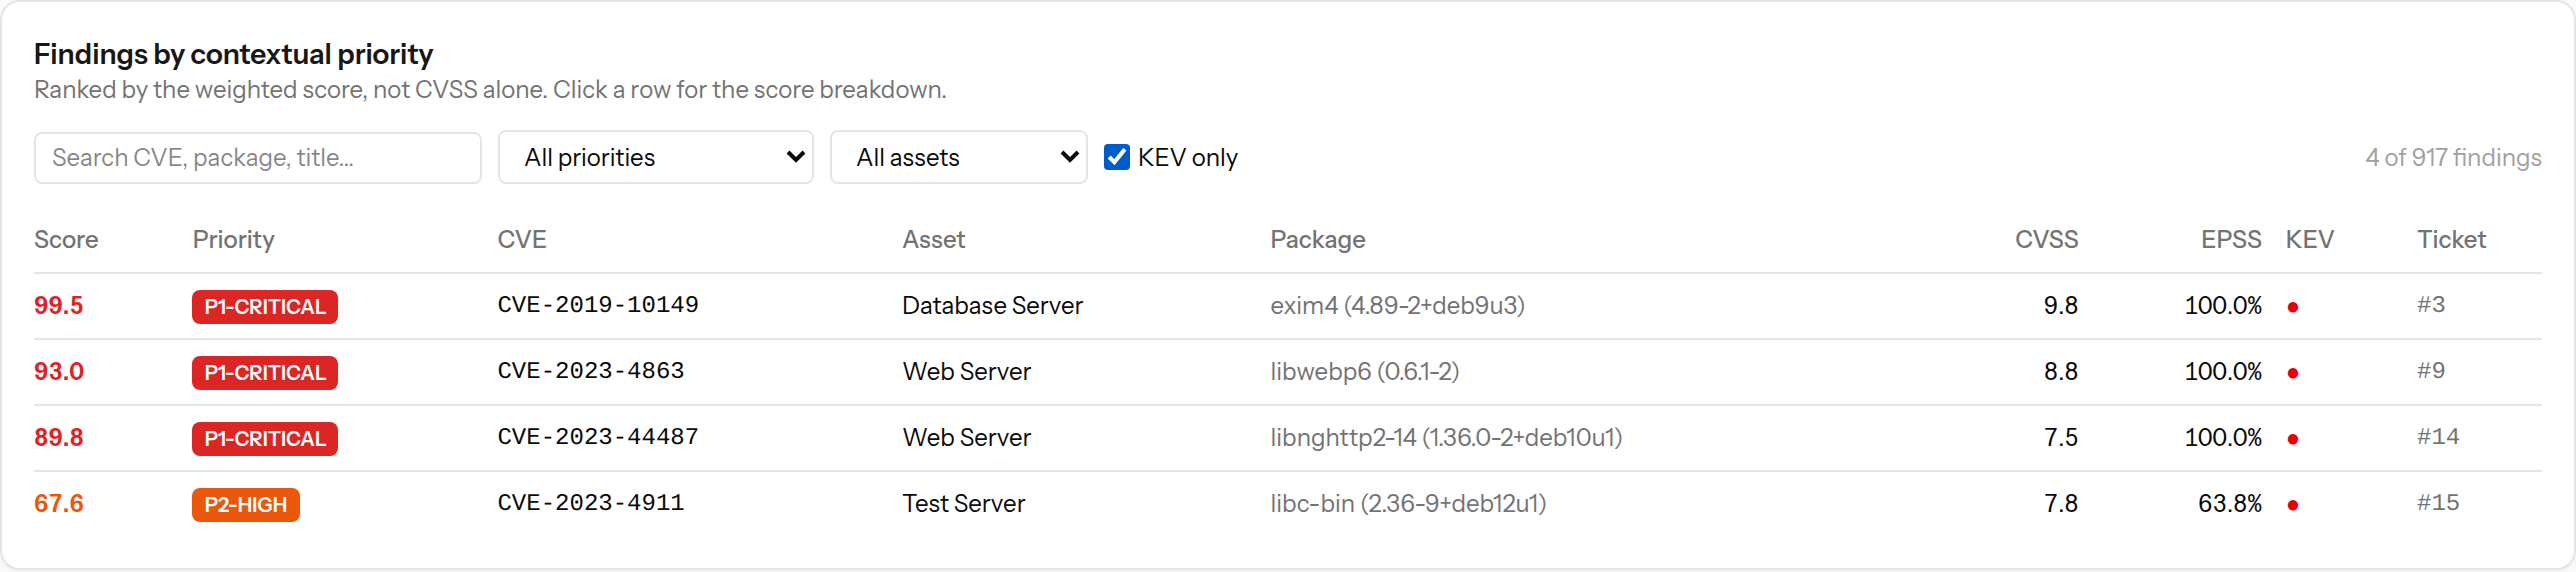 Findings by contextual priority
Ranked by the weighted score, not CVSS alone. Click a row for the score breakdown.
Search CVE, package, title... All priorities All assets KEV only 4 of 917 findings
Score Priority CVE Asset Package CVSS EPSS KEV Ticket
99.5 P1-CRITICAL CVE-2019-10149 Database Server exim4 (4.89-2+deb9u3) 9.8 100.0% ● #3
93.0 P1-CRITICAL CVE-2023-4863 Web Server libwebp6 (0.6.1-2) 8.8 100.0% ● #9
89.8 P1-CRITICAL CVE-2023-44487 Web Server libnghttp2-14 (1.36.0-2+deb10u1) 7.5 100.0% ● #14
67.6 P2-HIGH CVE-2023-4911 Test Server libc-bin (2.36-9+deb12u1) 7.8 63.8% ● #15